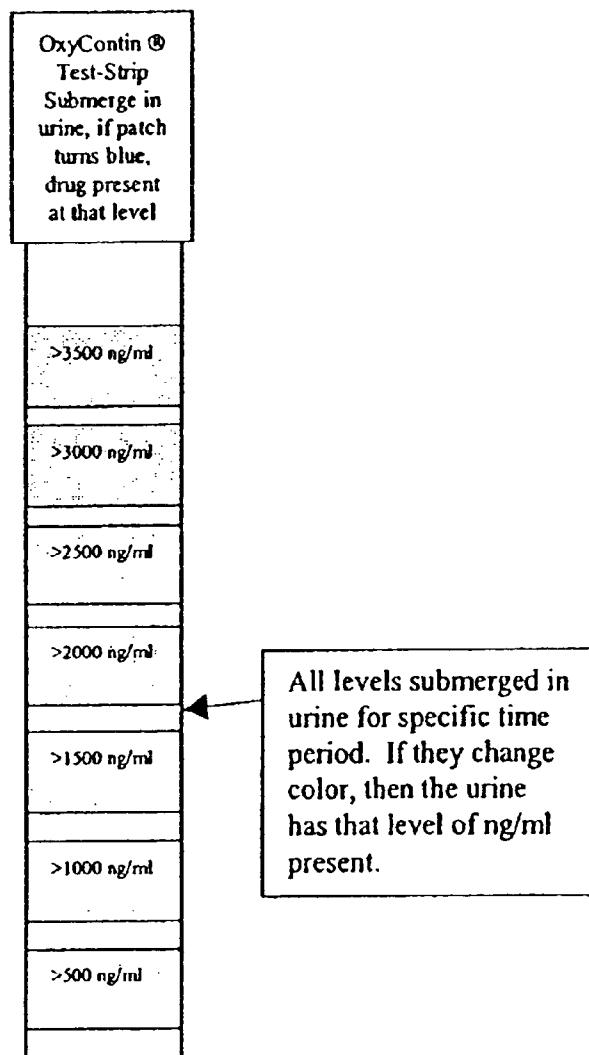 OxyContin ®
Test-Strip
Submerge in
urine, if patch
turns blue,
drug present
at that level
>3500 ng/ml
>3000 ng/ml
>2500 ng/ml
>2000 ng/ml
All levels submerged in
urine for specific time
period. If they change
color, then the urine
has that level of ng/ml
present.
>1500 ng/ml
>1000 ng/ml
>500 ng/ml